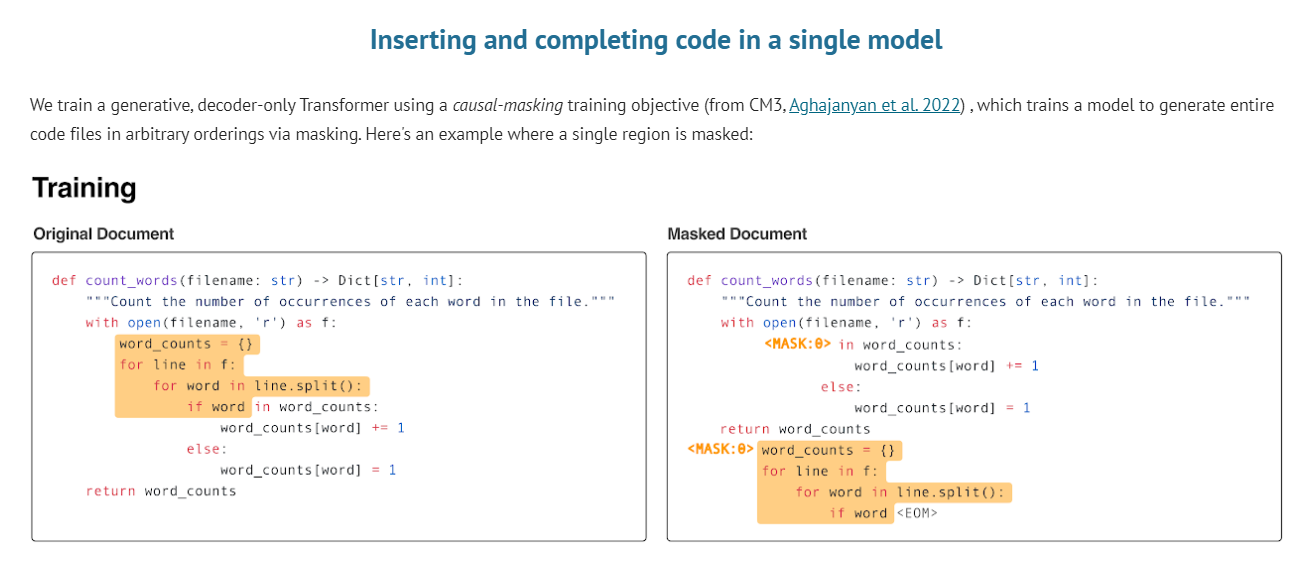 Inserting and completing code in a single model
We train a generative, decoder-only Transformer using a causal-masking training objective (from CM3, Aghajanyan et al. 2022) , which trains a model to generate entire
code files in arbitrary orderings via masking. Here's an example where a single region is masked:
Training
Original Document
def count_words(filename: str) -> Dict[str, int]:
    """Count the number of occurrences of each word in the file."""
    with open(filename, 'r') as f:
        word_counts = {}
        for line in f:
            for word in line.split():
                if word in word_counts:
                    word_counts[word] += 1
                else:
                    word_counts[word] = 1
    return word_counts
Masked Document
def count_words(filename: str) -> Dict[str, int]:
    """Count the number of occurrences of each word in the file."""
    with open(filename, 'r') as f:
         <MASK:0> in word_counts:
                    word_counts[word] += 1
                else:
                    word_counts[word] = 1
    return word_counts
<MASK:0> word_counts = {}
         for line in f:
             for word in line.split():
                 if word <EOM>